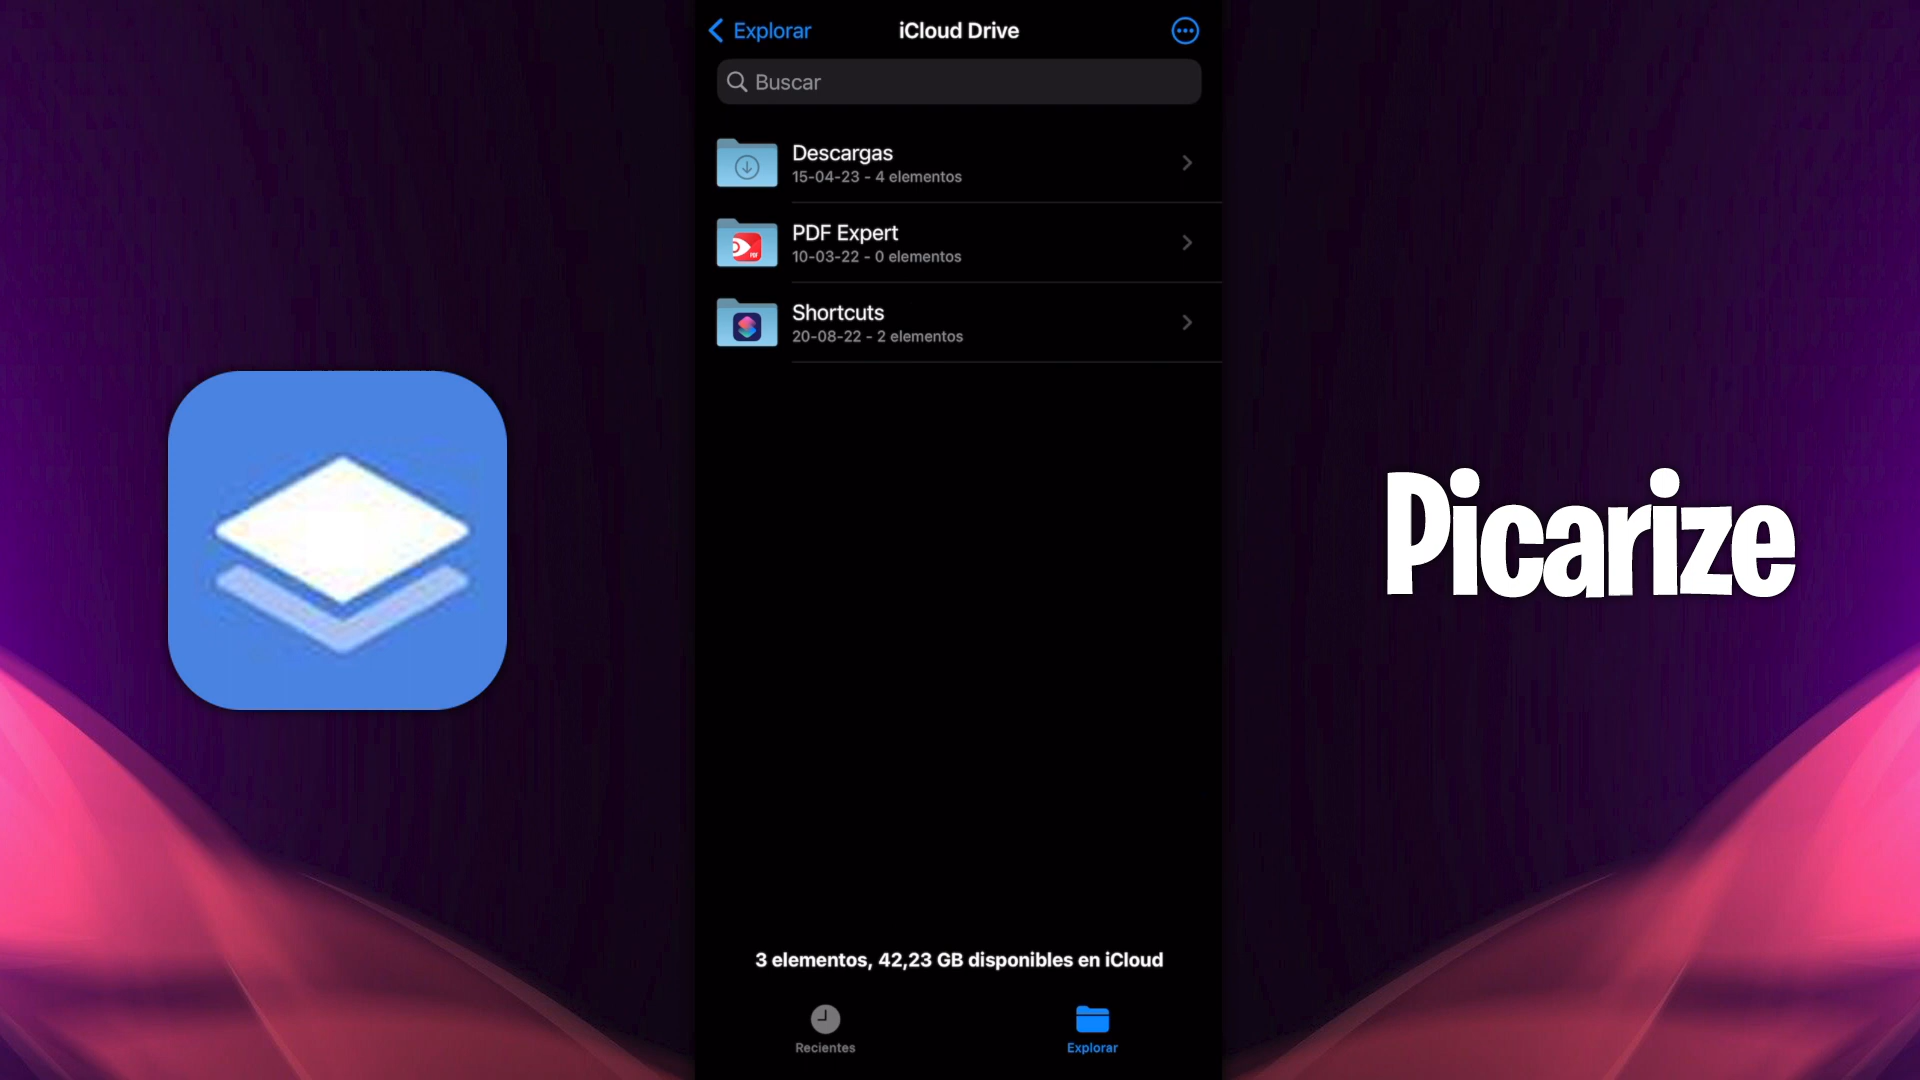 Explorar
iCloud Drive
Buscar
Descargas
15-04-23 - 4 elementos
PDF Expert
10-03-22 - 0 elementos
PDF
Shortcuts
20-08-22 - 2 elementos
Picarize
3 elementos, 42,23 GB disponibles en iCloud
Recientes
Explorar